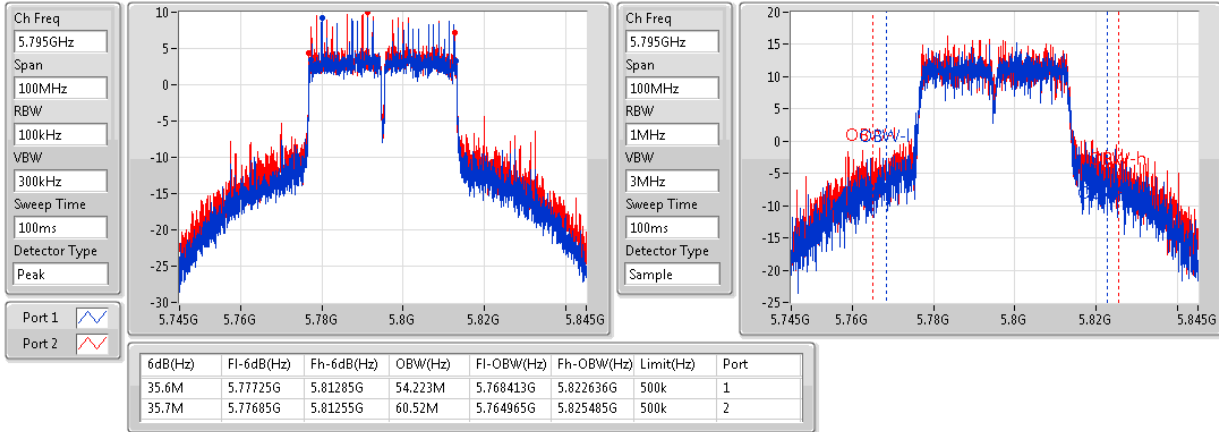 Ch Freq
5.795GHz
Span
100MHz
RBW
100kHz
VBW
300kHz
Sweep Time
100ms
Detector Type
Peak
Port 1
Port 2
10
5
0
-5
-10
-15
-20
-25
-30
5.745G 5.76G 5.78G 5.8G 5.82G 5.845G
Ch Freq
5.795GHz
Span
100MHz
RBW
1MHz
VBW
3MHz
Sweep Time
100ms
Detector Type
Sample
20
15
10
5
0
-5
-10
-15
-20
-25
OBW-l
OBW-h
5.745G 5.76G 5.78G 5.8G 5.82G 5.845G
6dB(Hz) Fl-6dB(Hz) Fh-6dB(Hz) OBW(Hz) Fl-OBW(Hz) Fh-OBW(Hz) Limit(Hz) Port
35.6M 5.77725G 5.81285G 54.223M 5.768413G 5.822636G 500k 1
35.7M 5.77685G 5.81255G 60.52M 5.764965G 5.825485G 500k 2